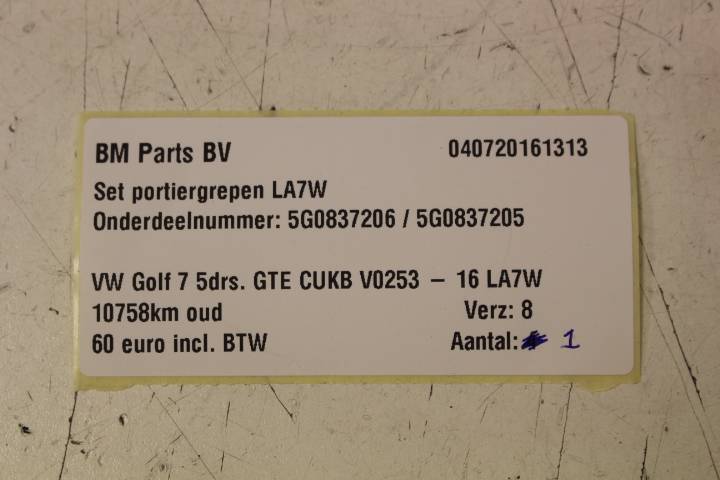 BM Parts BV 040720161313
Set portiergrepen LA7W
Onderdeelnummer: 5G0837206 / 5G0837205
VW Golf 7 5drs. GTE CUKB V0253 – 16 LA7W
10758km oud Verz: 8
60 euro incl. BTW Aantal: 1